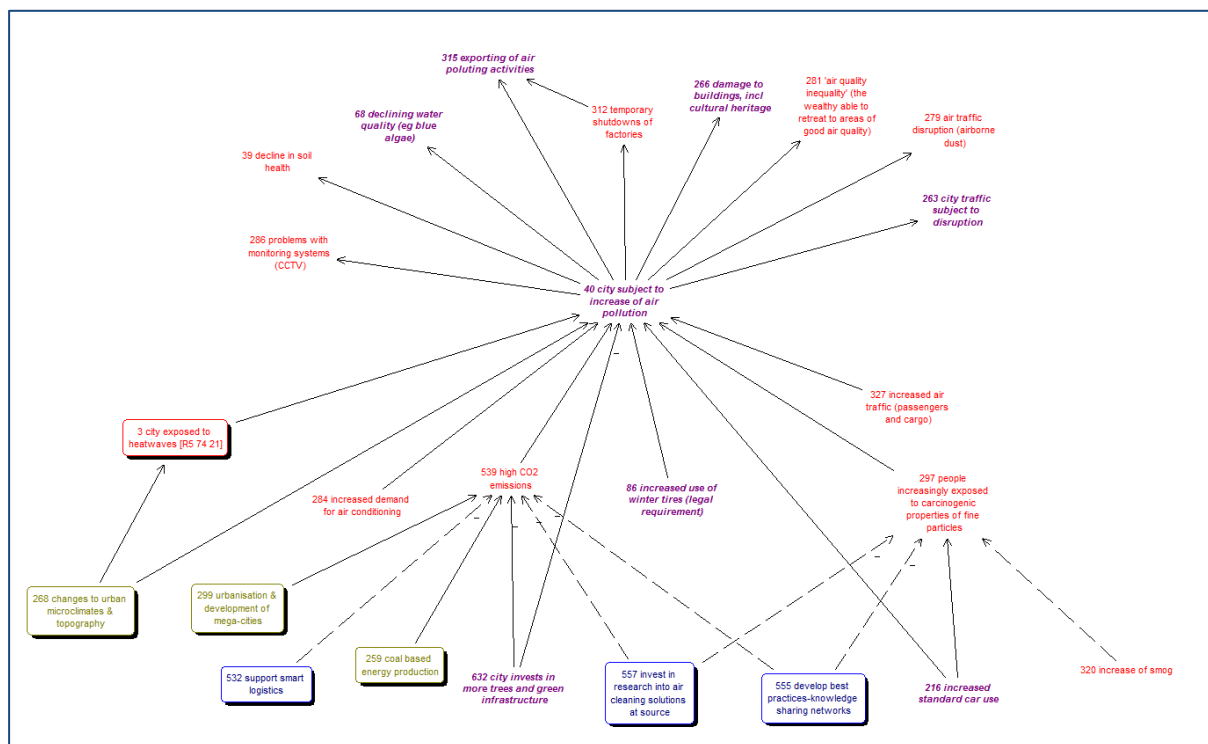 315 exporting of air
poluting activities
266 damage to
buildings, incl
cultural heritage
281 'air quality
inequality' (the
wealthy able to
retreat to areas of
good air quality)
312 temporary
shutdowns of
factories
68 declining water
quality (eg blue
algae)
279 air traffic
disruption (airborne
dust)
39 decline in soil
health
263 city traffic
subject to
disruption
286 problems with
monitoring systems
(CCTV)
40 city subject to
increase of air
pollution
-
327 increased air
traffic (passengers
and cargo)
3 city exposed to
heatwaves [R5 74 21]
539 high CO2
emissions
284 increased demand
for air conditioning
86 increased use of
winter tires (legal
requirement)
297 people
increasingly exposed
to carcinogenic
properties of fine
particles
-
-
-
-
-
-
268 changes to urban
microclimates &
topography
299 urbanisation &
development of
mega-cities
532 support smart
logistics
259 coal based
energy production
632 city invests in
more trees and green
infrastructure
557 invest in
research into air
cleaning solutions
at source
555 develop best
practices-knowledge
sharing networks
216 increased
standard car use
320 increase of smog